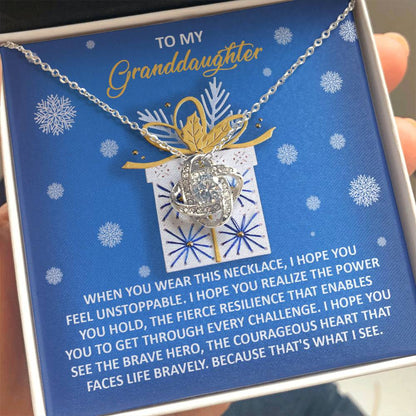 TO MY
Granddaughter
WHEN YOU WEAR THIS NECKLACE, I HOPE YOU
FEEL UNSTOPPABLE. I HOPE YOU REALIZE THE POWER
YOU HOLD, THE FIERCE RESILIENCE THAT ENABLES
YOU TO GET THROUGH EVERY CHALLENGE. I HOPE YOU
SEE THE BRAVE HERO, THE COURAGEOUS HEART THAT
FACES LIFE BRAVELY. BECAUSE THAT'S WHAT I SEE.